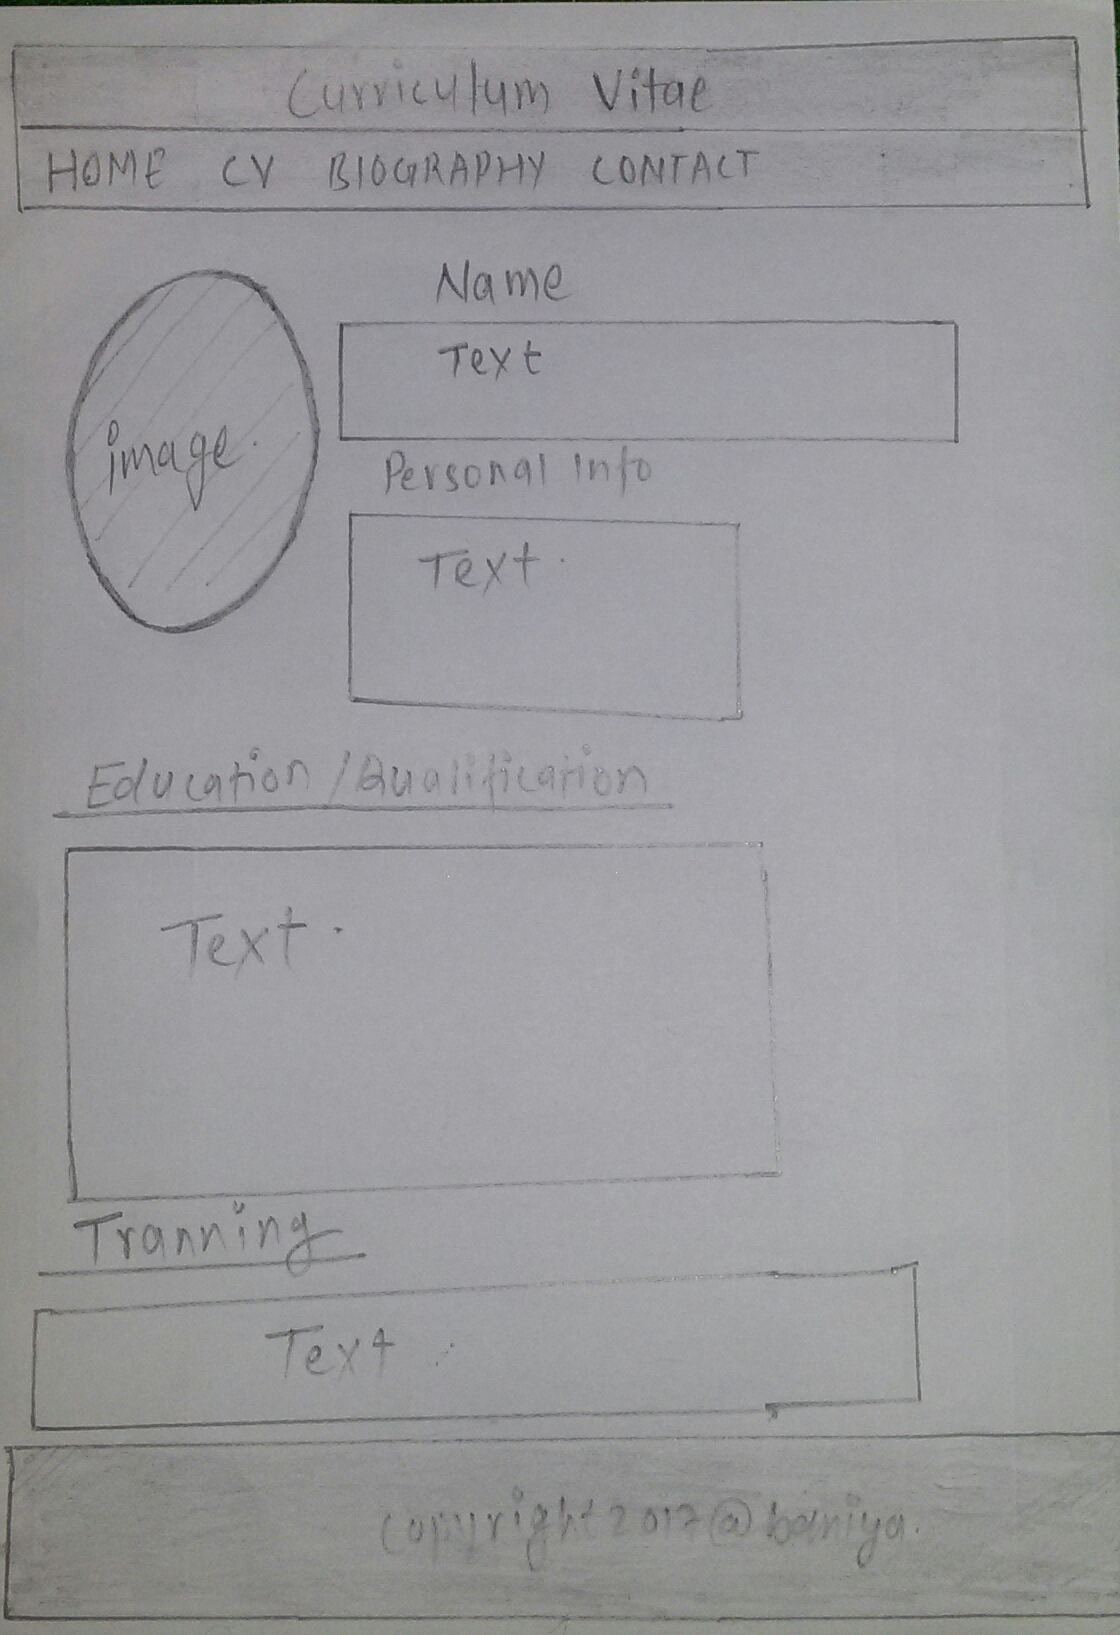 Curriculum Vitae
HOME CV BIOGRAPHY CONTACT
Name
Text
image.
Personal Info
Text.
Education/Qualification
Text.
Tranning
Text
Copyright 2017@baniya.